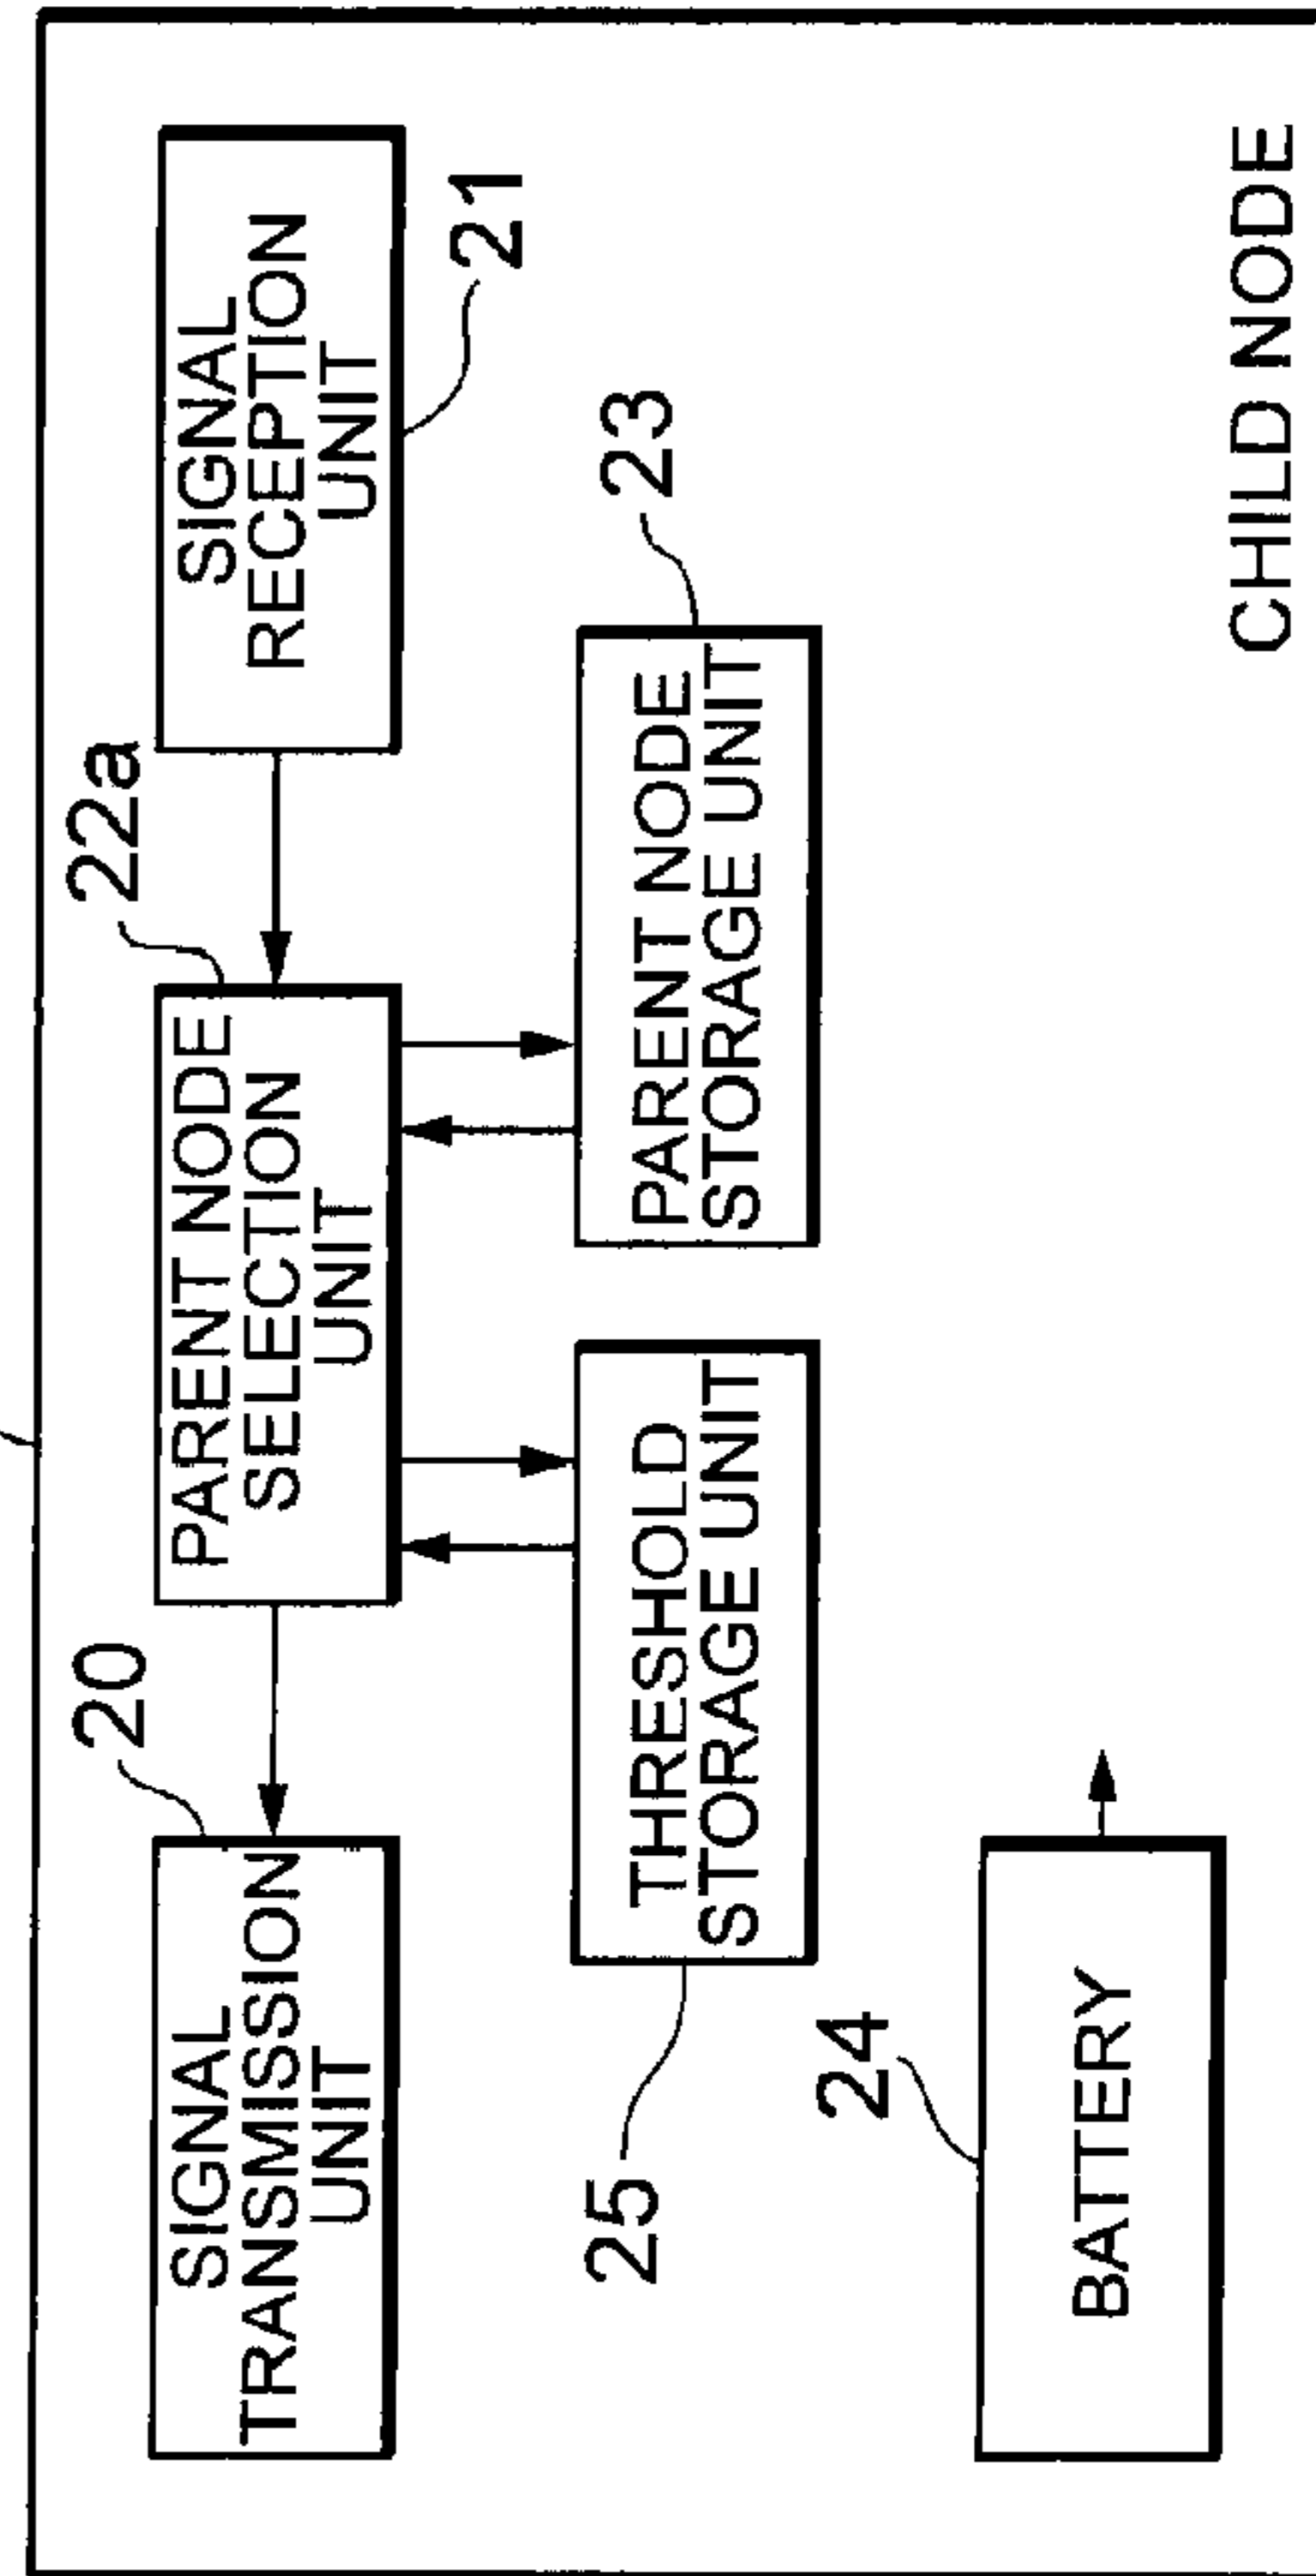 20
22a
SIGNAL
TRANSMISSION
UNIT
PARENT NODE
SELECTION
UNIT
SIGNAL
RECEPTION
UNIT
21
25
THRESHOLD
STORAGE UNIT
PARENT NODE
STORAGE UNIT
23
24
BATTERY
CHILD NODE